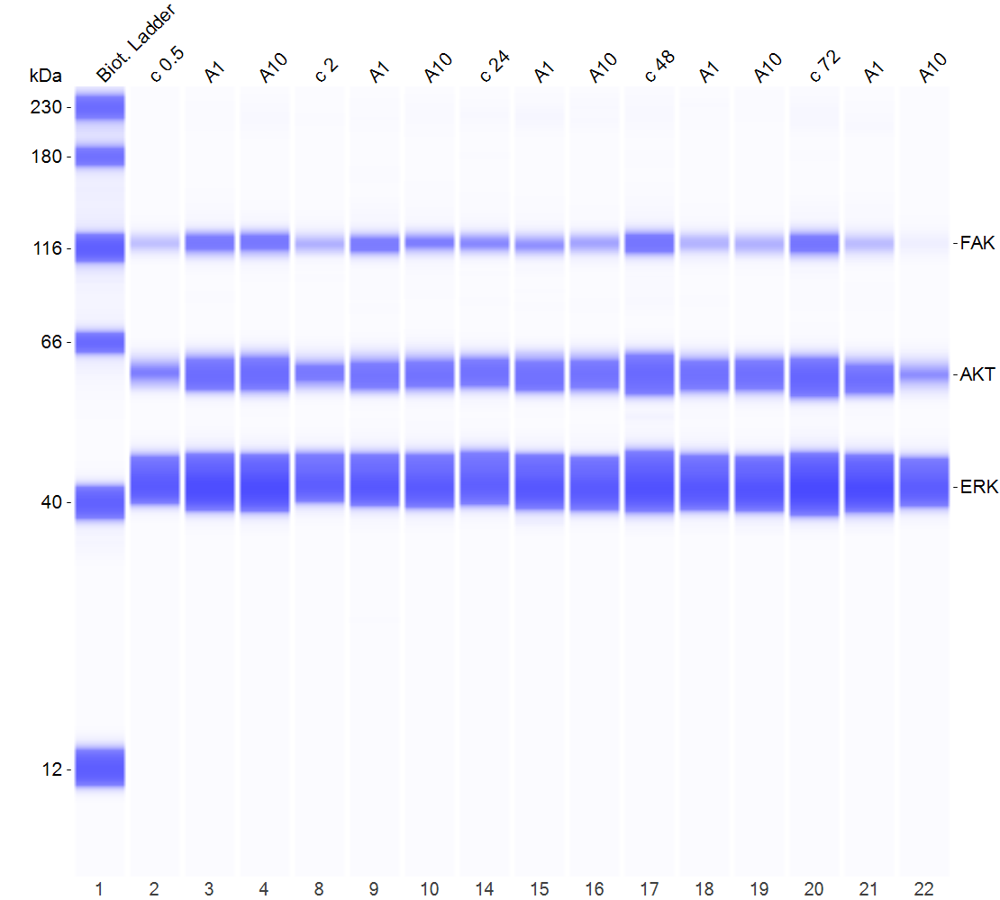 Biot. Ladder c 0.5 A1 A10 c 2 A1 A10 c 24 A1 A10 c 48 A1 A10 c 72 A1 A10
kDa
230
180
116 FAK
66
AKT
ERK
40
12
1 2 3 4 8 9 10 14 15 16 17 18 19 20 21 22